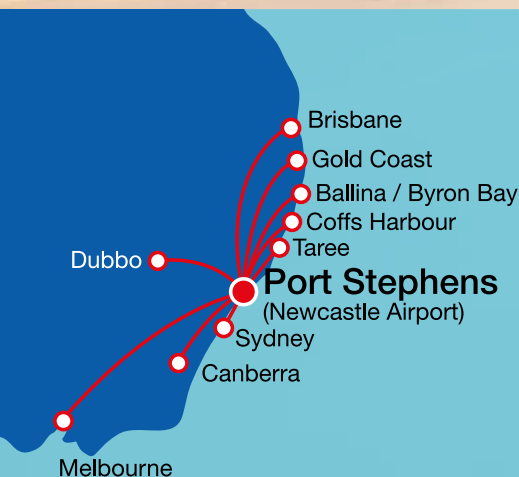 Brisbane
Gold Coast
Ballina / Byron Bay
Coffs Harbour
Taree
Dubbo
Port Stephens
(Newcastle Airport)
Sydney
Canberra
Melbourne